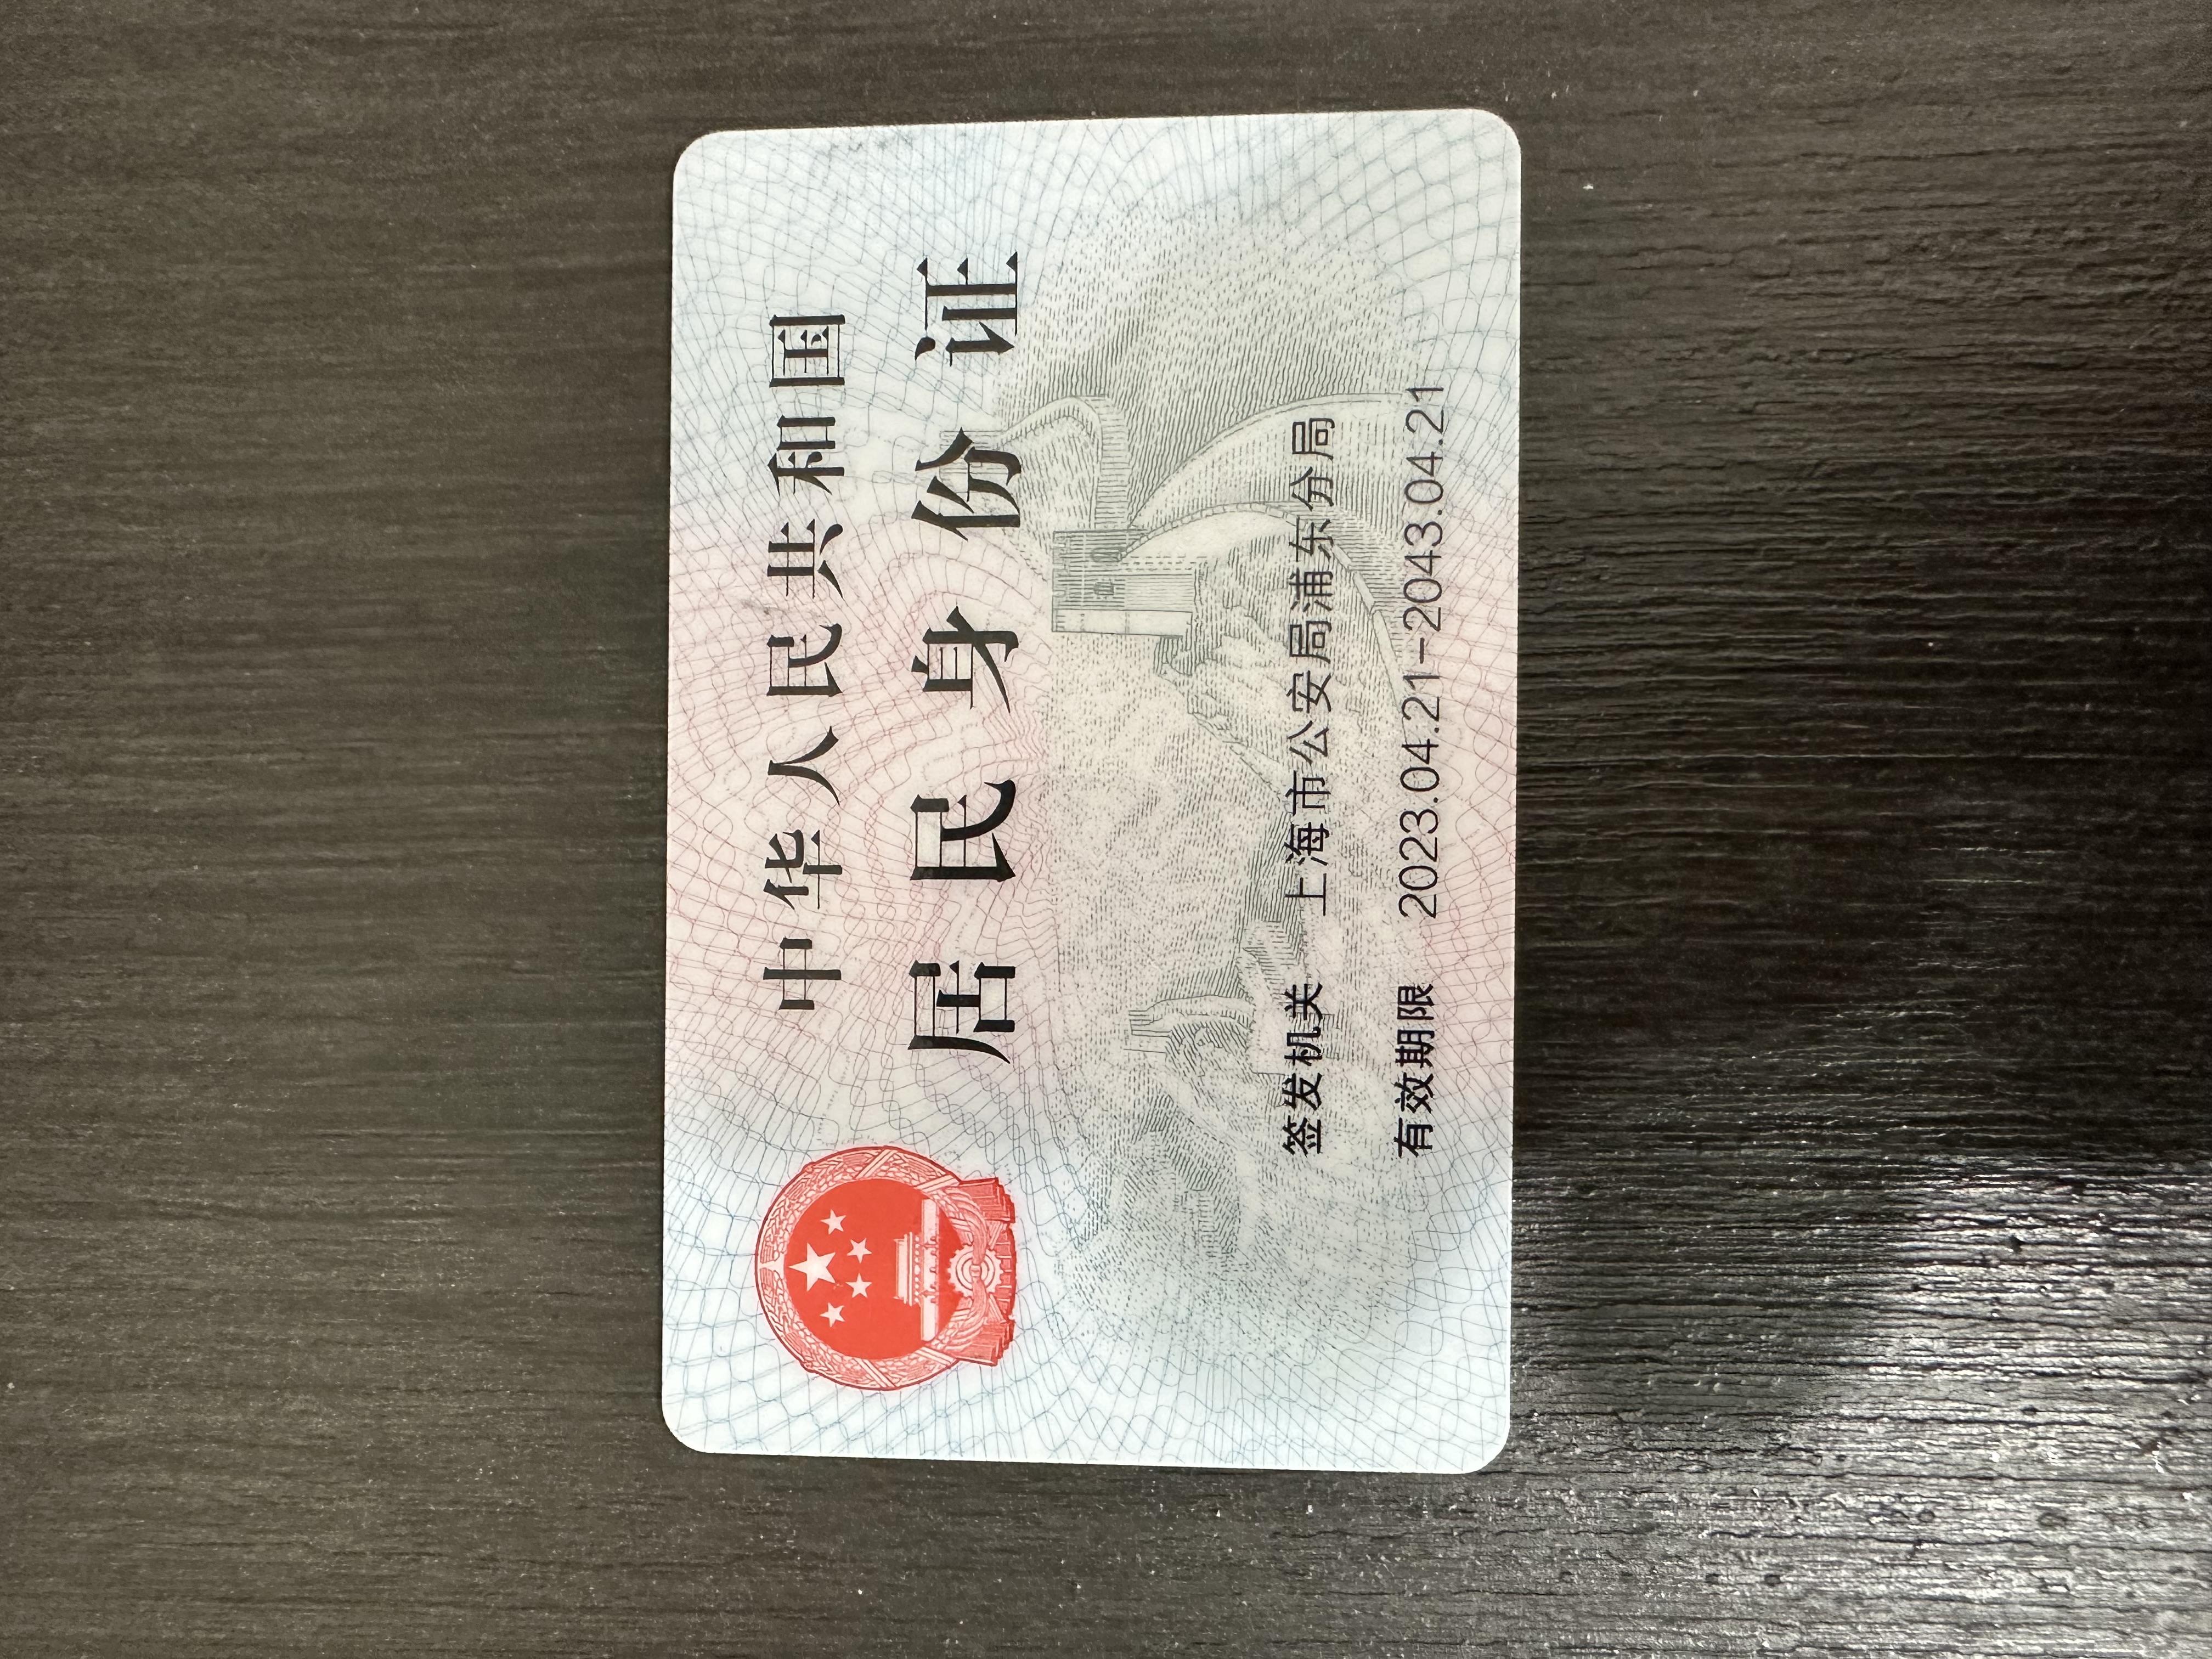 中华人民共和国
居民身份证
签发机关 上海市公安局浦东分局
有效期限 2023.04.21-2043.04.21